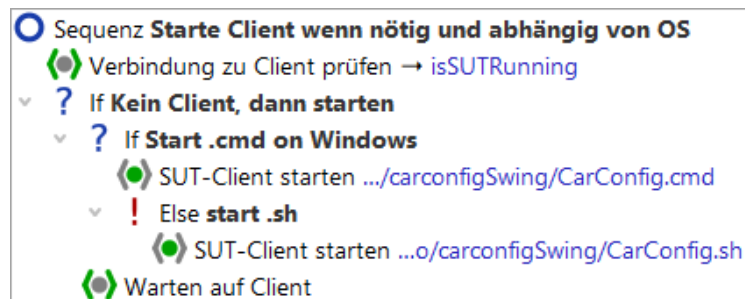 Sequenz Starte Client wenn nötig und abhängig von OS
Verbindung zu Client prüfen → isSUTRunning
If Kein Client, dann starten
If Start .cmd on Windows
SUT-Client starten .../carconfigSwing/CarConfig.cmd
Else start .sh
SUT-Client starten ...o/carconfigSwing/CarConfig.sh
Warten auf Client